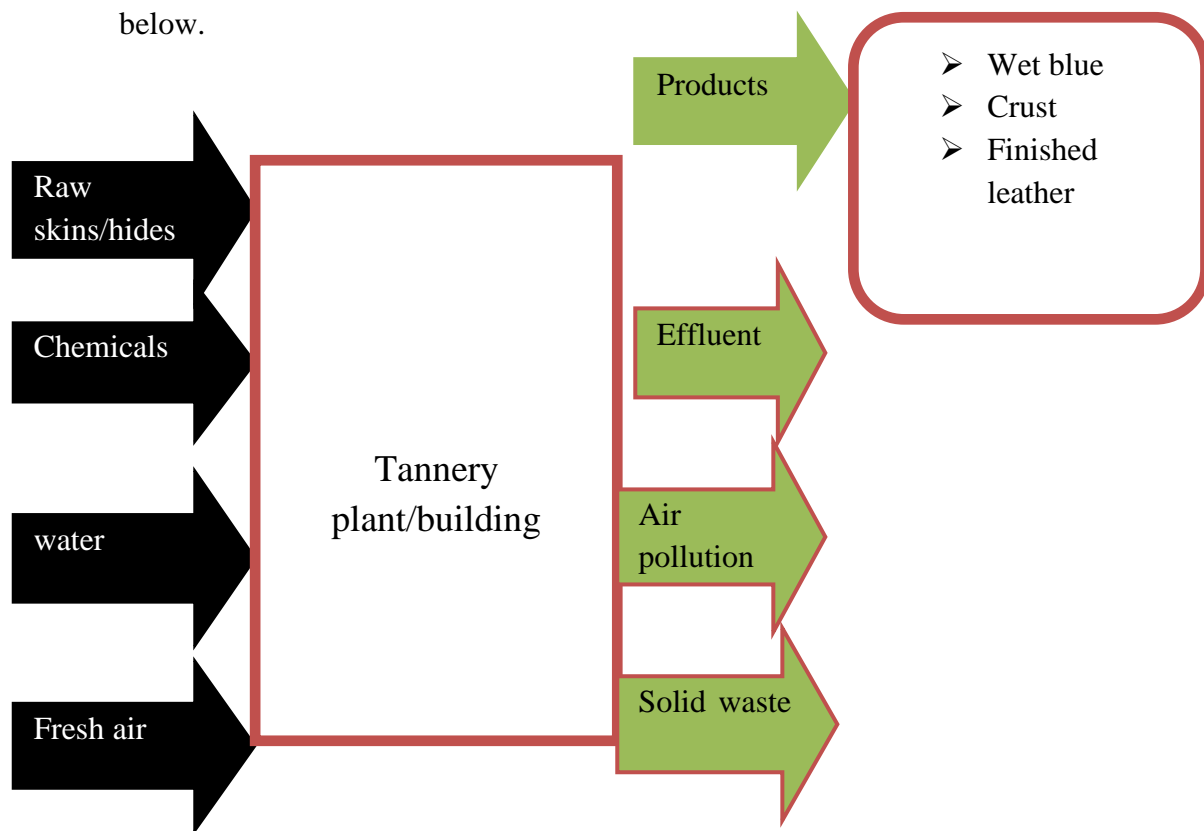 below.
Products
➢ Wet blue
➢ Crust
➢ Finished
leather
Raw
skins/hides
Chemicals
Effluent
Tannery
plant/building
water
Air
pollution
Fresh air
Solid waste